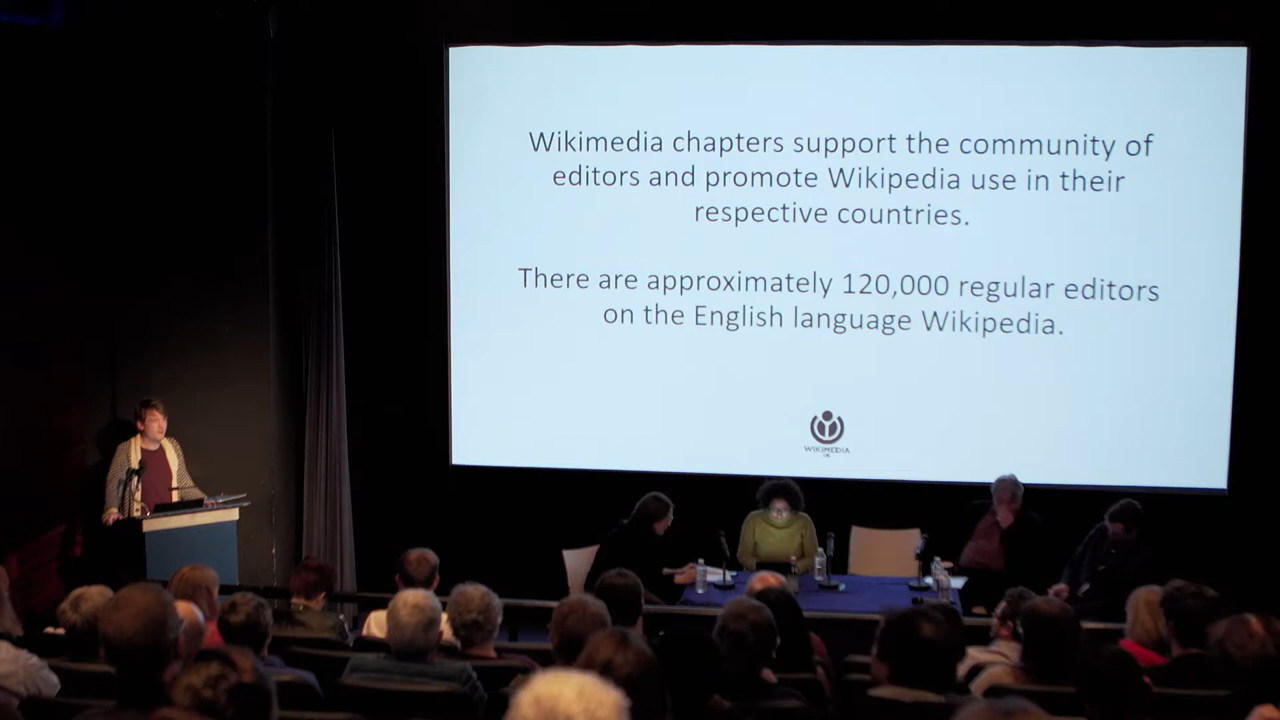 Wikimedia chapters support the community of
editors and promote Wikipedia use in their
respective countries.
There are approximately 120,000 regular editors
on the English language Wikipedia.
WIKIMEDIA
UK